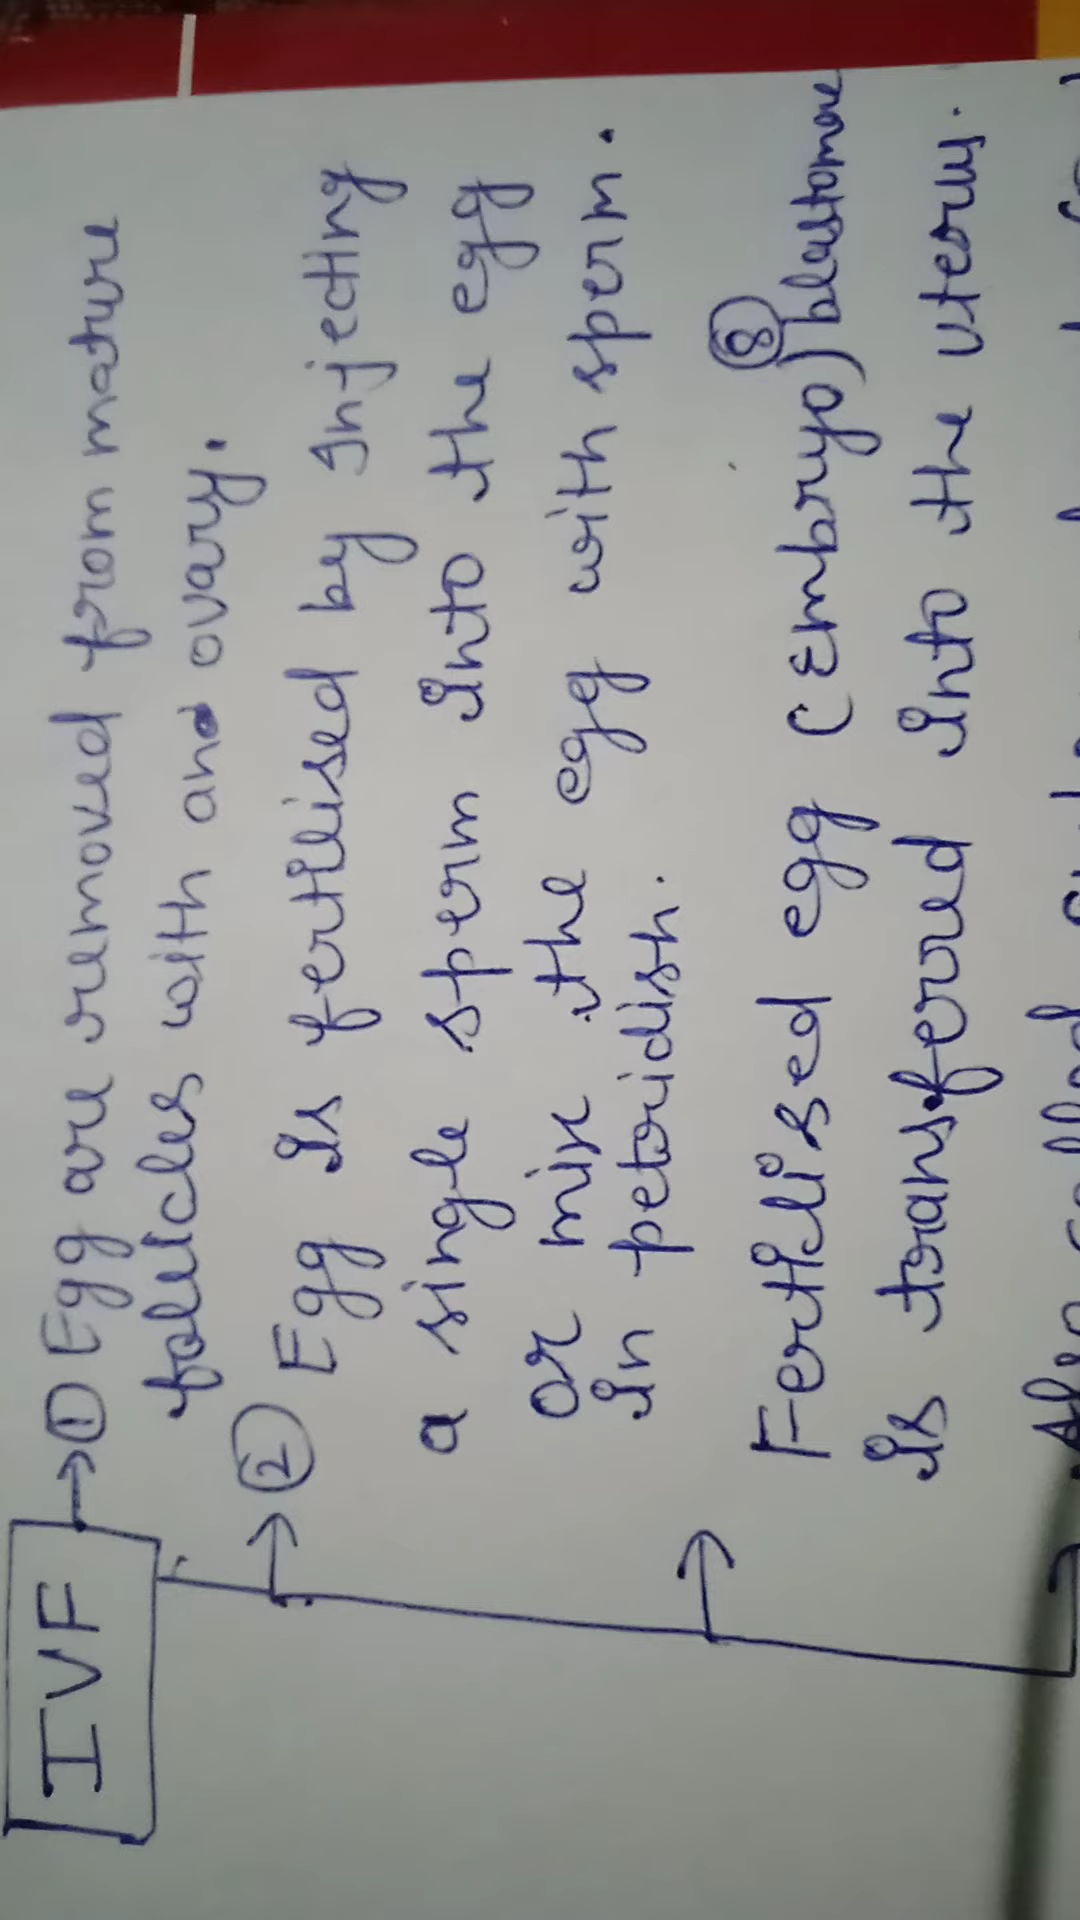 IVF → ① Egg are removed from mature
follicles with and ovary.
→ ② Egg is fertilised by Injecting
a single sperm into the egg
or mix the egg with sperm.
in petridish.
→ Fertilised egg (Embryo) ⑧ blastomere
is transferred into the uterus.
Also called